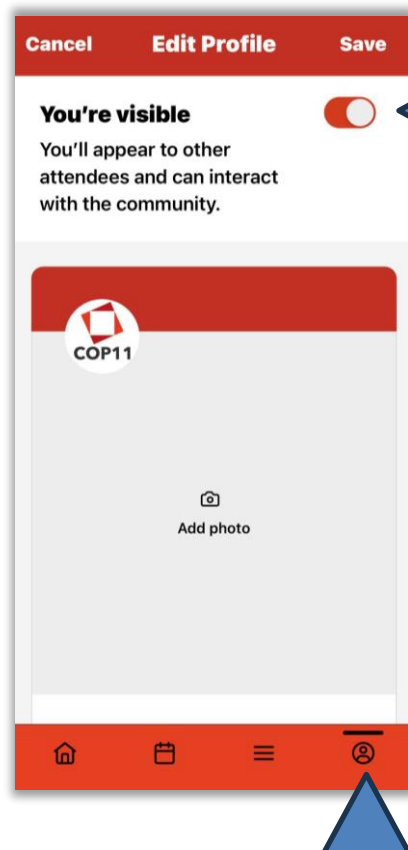 Cancel Edit Profile Save
You're visible
You'll appear to other
attendees and can interact
with the community.
COP11
Add photo